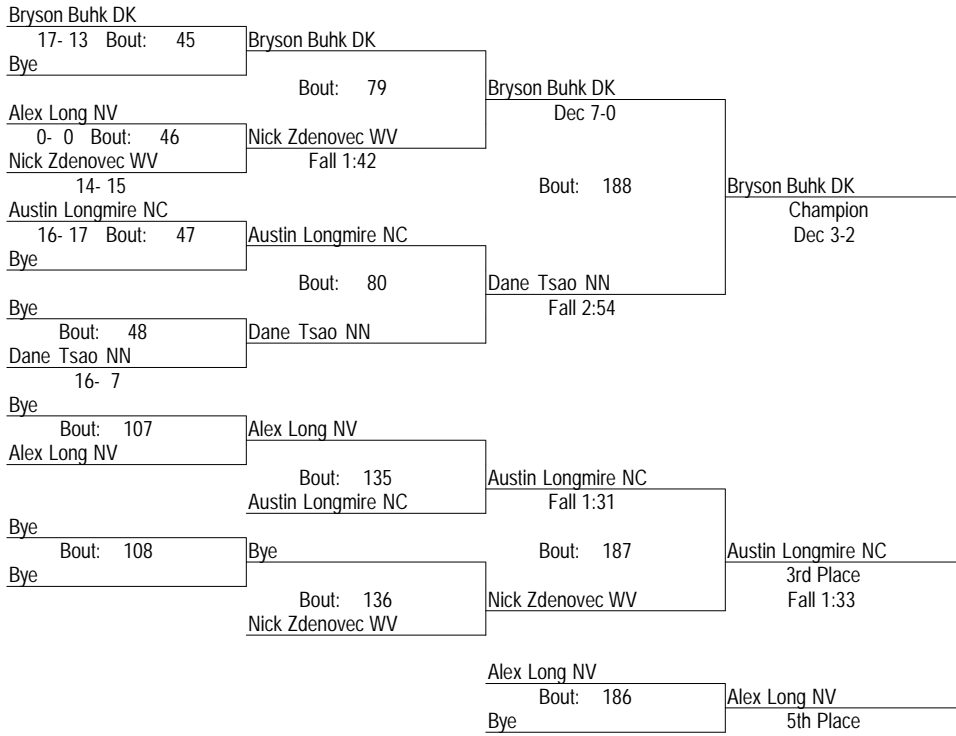 Bryson Buhk DK
17- 13 Bout: 45 Bryson Buhk DK
Bye
Bout: 79 Bryson Buhk DK
Alex Long NV Dec 7-0
0- 0 Bout: 46 Nick Zdenovec WV
Nick Zdenovec WV Fall 1:42
14- 15 Bout: 188 Bryson Buhk DK
Austin Longmire NC Champion
16- 17 Bout: 47 Austin Longmire NC Dec 3-2
Bye
Bout: 80 Dane Tsao NN
Bye Fall 2:54
Bout: 48 Dane Tsao NN
Dane Tsao NN
16- 7
Bye
Bout: 107 Alex Long NV
Alex Long NV
Bout: 135 Austin Longmire NC
Austin Longmire NC Fall 1:31
Bye
Bout: 108 Bye Bout: 187 Austin Longmire NC
Bye 3rd Place
Bout: 136 Nick Zdenovec WV Fall 1:33
Nick Zdenovec WV
Alex Long NV
Bout: 186 Alex Long NV
Bye 5th Place